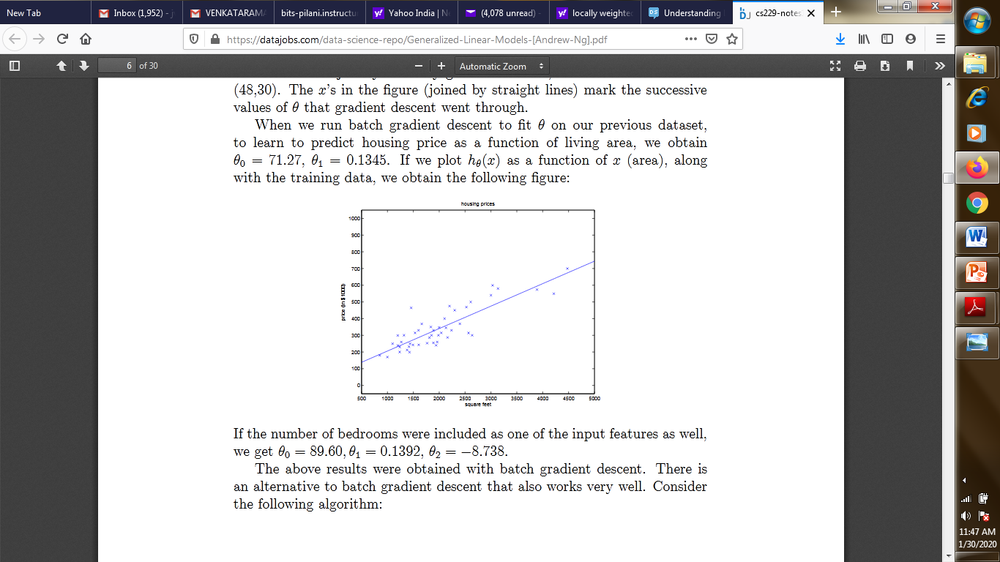 New Tab
Inbox (1,952) - j
VENKATARAMA
bits-pilani.instructu
Yahoo India | N
(4,078 unread) -
locally weighte
Understanding
cs229-notes
https://datajobs.com/data-science-repo/Generalized-Linear-Models-[Andrew-Ng].pdf
6 of 30
Automatic Zoom
(48,30). The x's in the figure (joined by straight lines) mark the successive
values of θ that gradient descent went through.
When we run batch gradient descent to fit θ on our previous dataset,
to learn to predict housing price as a function of living area, we obtain
θ₀ = 71.27, θ₁ = 0.1345. If we plot hθ(x) as a function of x (area), along
with the training data, we obtain the following figure:
housing prices
1000
900
800
700
600
500
400
300
200
100
0
price (in $1000)
500 1000 1500 2000 2500 3000 3500 4000 4500 5000
square feet
If the number of bedrooms were included as one of the input features as well,
we get θ₀ = 89.60, θ₁ = 0.1392, θ₂ = −8.738.
The above results were obtained with batch gradient descent. There is
an alternative to batch gradient descent that also works very well. Consider
the following algorithm:
11:47 AM
1/30/2020